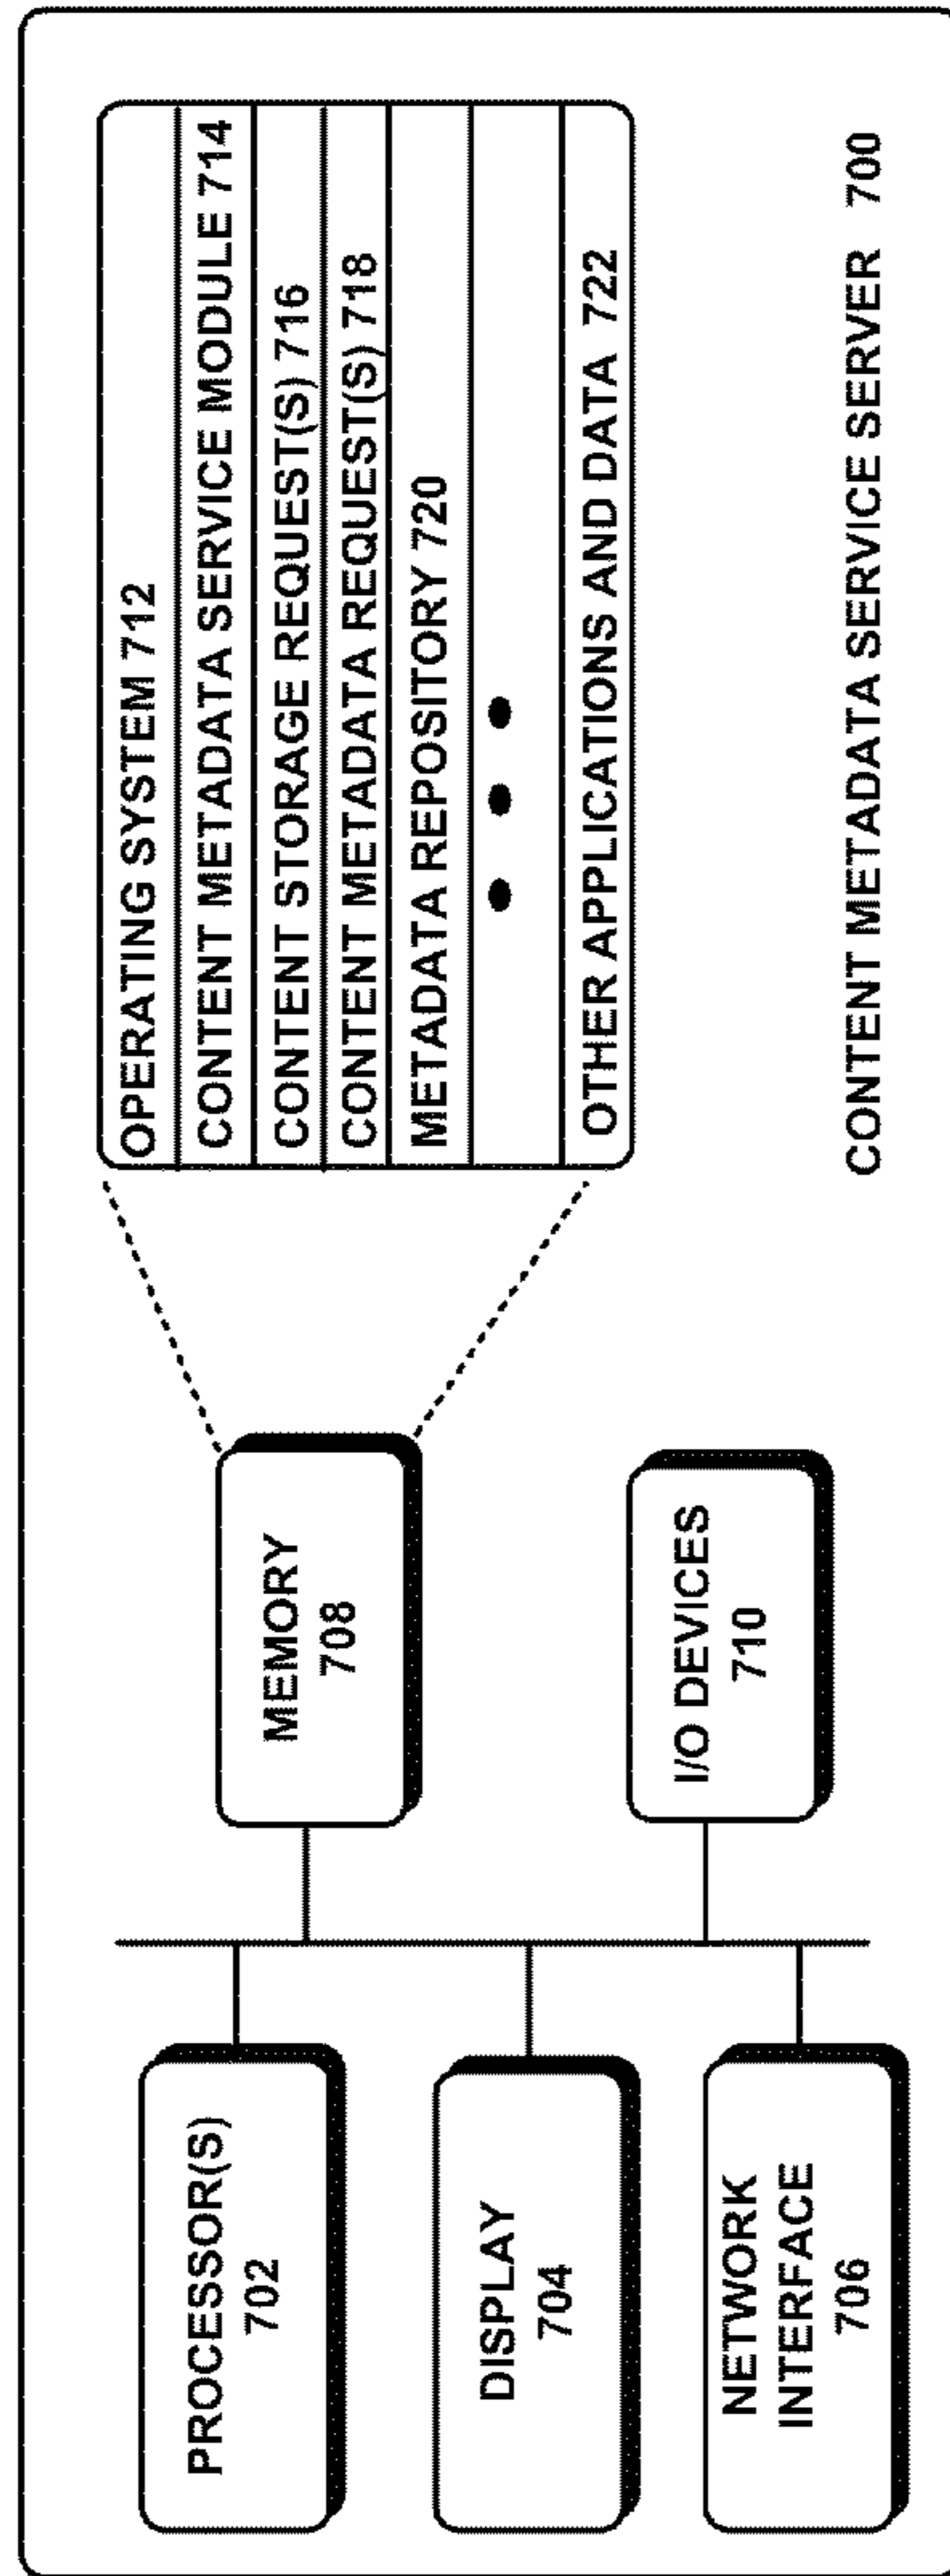 PROCESSOR(S)
702
DISPLAY
704
NETWORK
INTERFACE
706
MEMORY
708
I/O DEVICES
710
OPERATING SYSTEM 712
CONTENT METADATA SERVICE MODULE 714
CONTENT STORAGE REQUEST(S) 716
CONTENT METADATA REQUEST(S) 718
METADATA REPOSITORY 720
OTHER APPLICATIONS AND DATA 722
CONTENT METADATA SERVICE SERVER 700